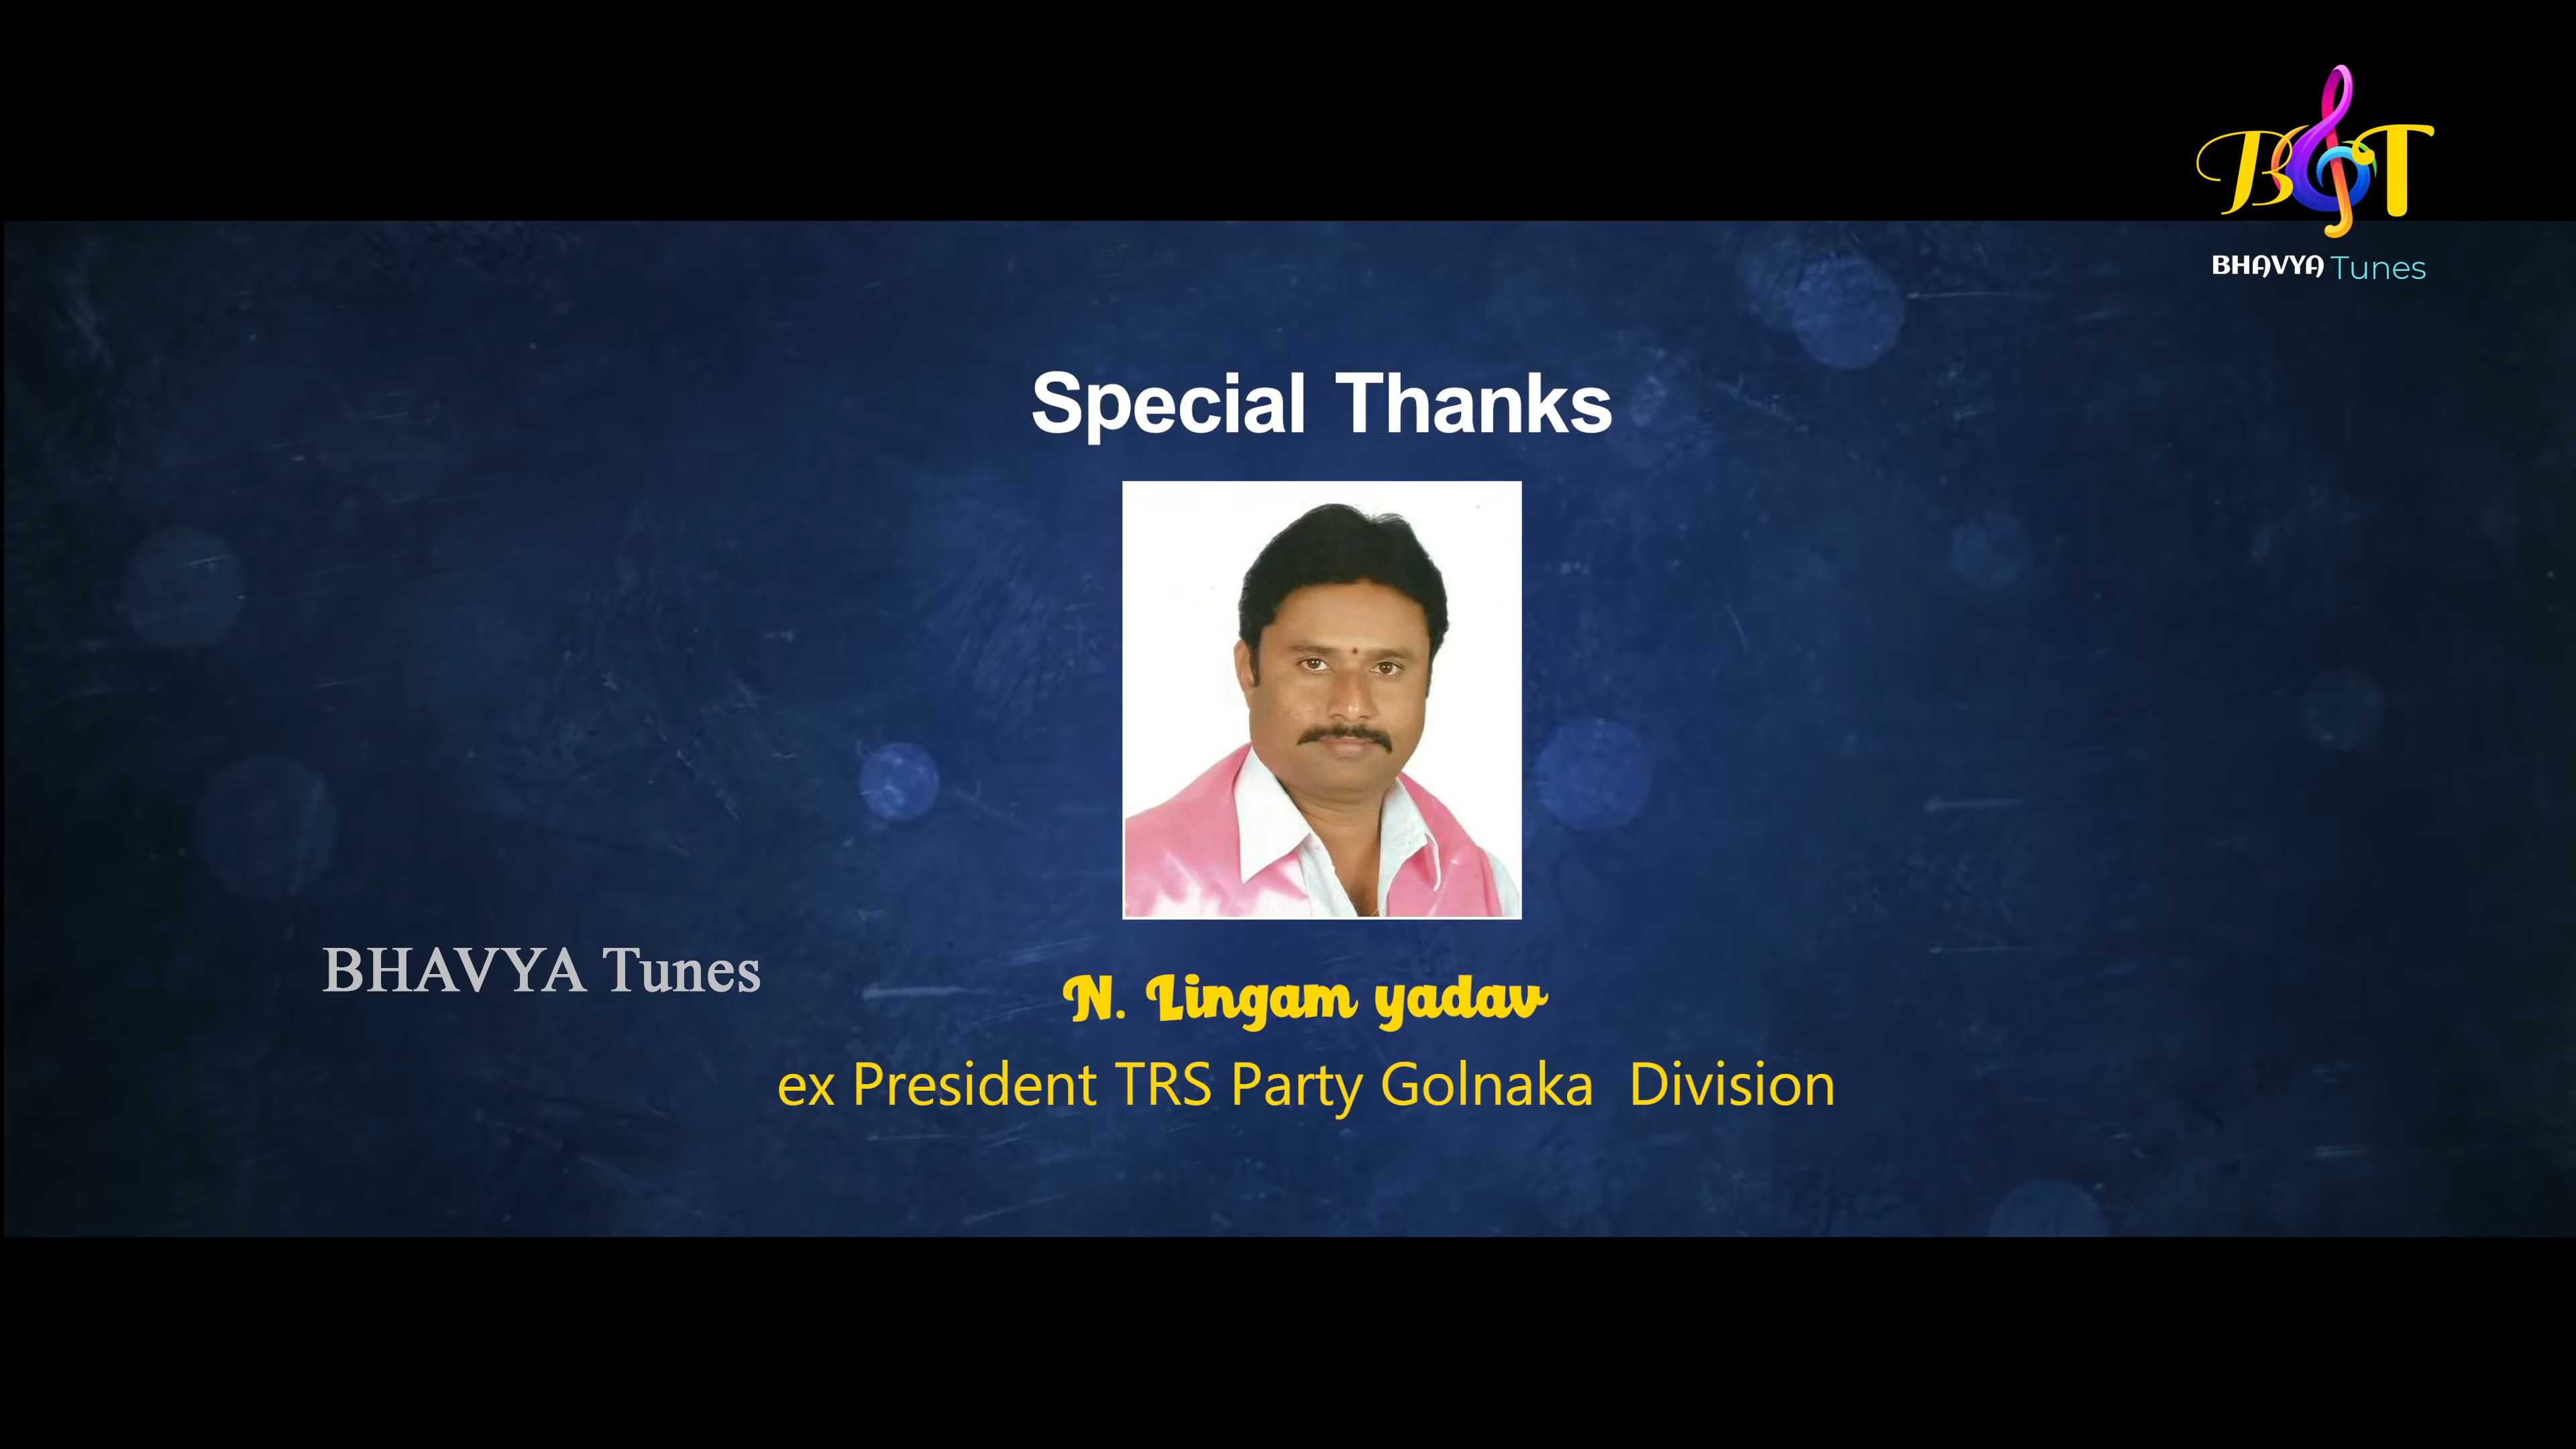 B T
BHAVYA Tunes
Special Thanks
BHAVYA Tunes
N. Lingam yadav
ex President TRS Party Golnaka Division